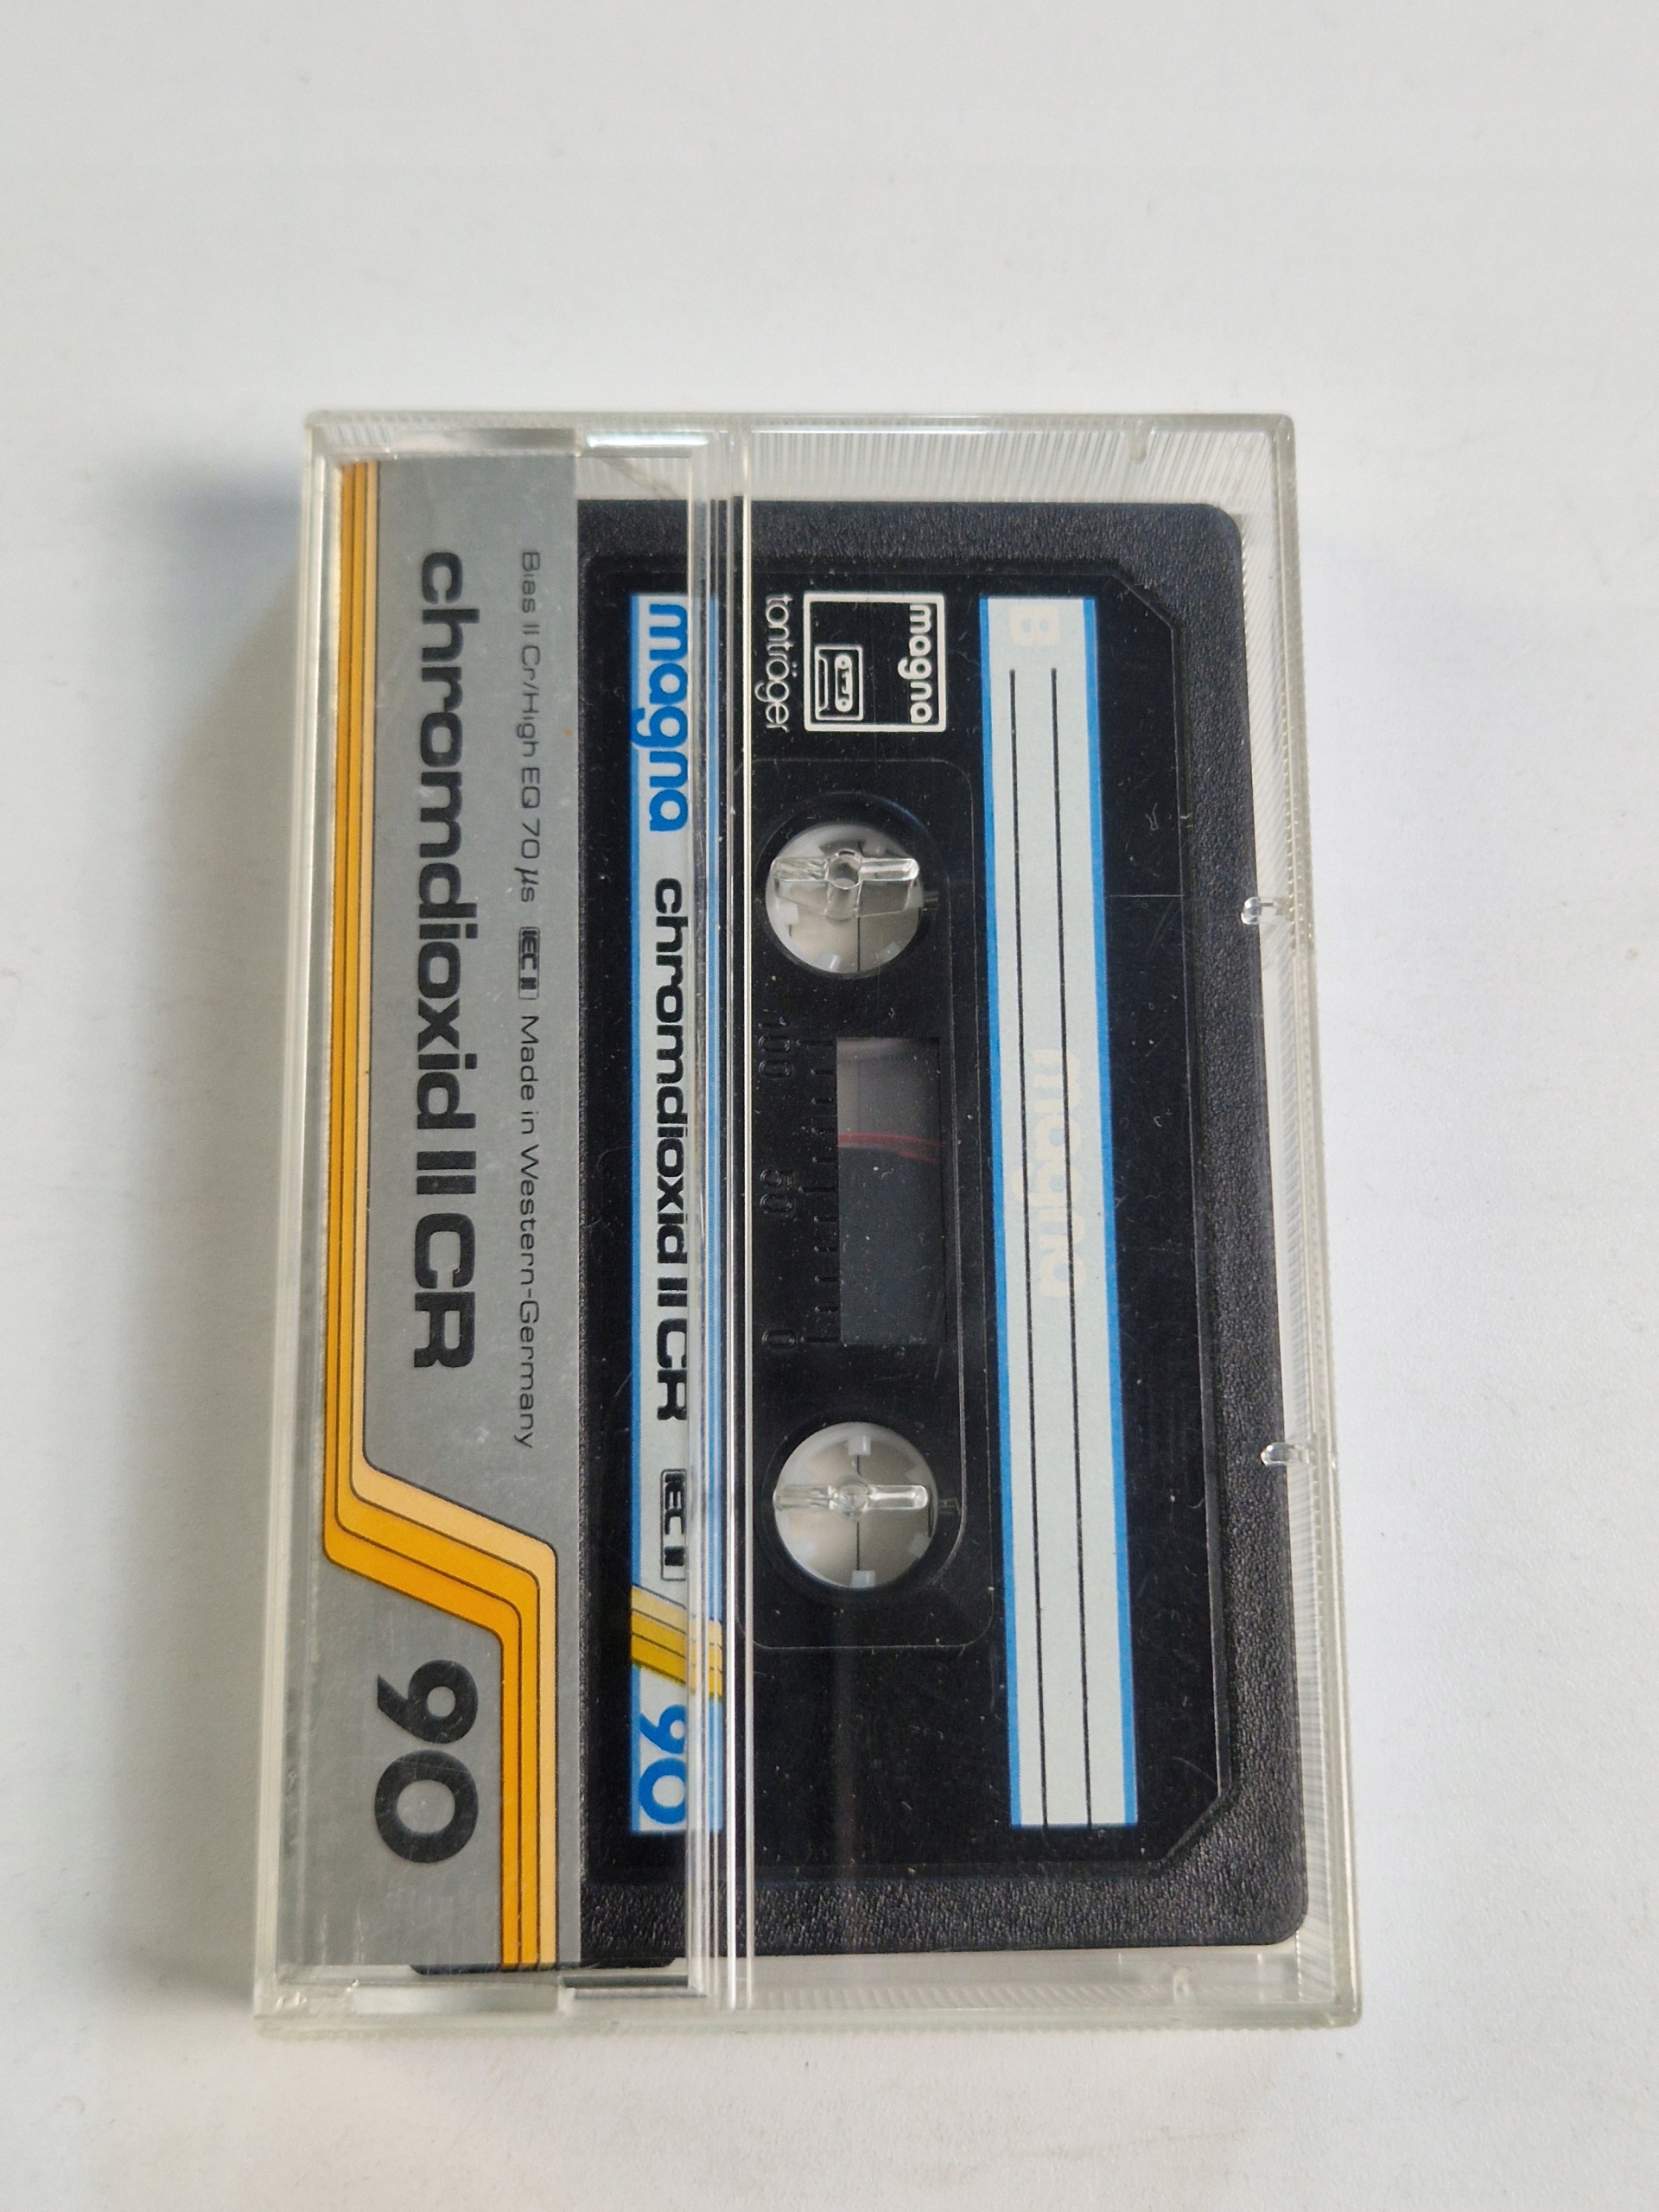 B
magna
magna
tonträger
100 50 0
magna chromdioxid II CR IEC II 90
Bias II Cr/High EQ 70 µs IEC II Made in Western-Germany
chromdioxid II CR 90